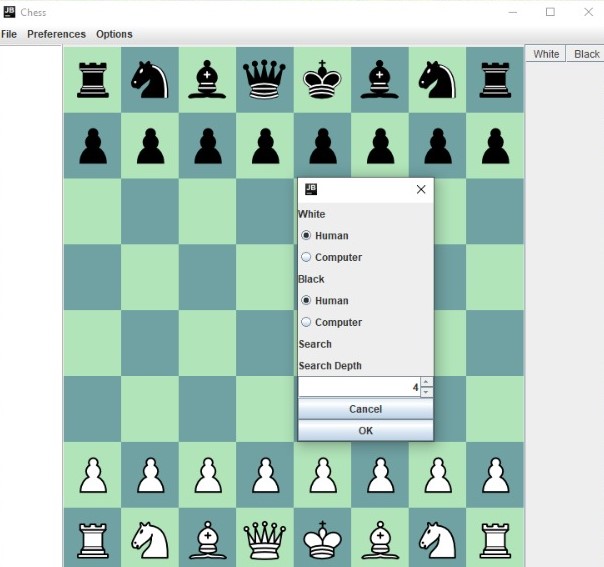 JB Chess
File Preferences Options
White Black
JB
White
Human
Computer
Black
Human
Computer
Search
Search Depth
4
Cancel
OK